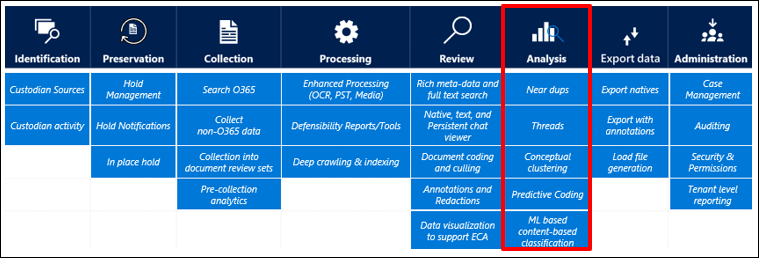 Identification
Preservation
Collection
Processing
Review
Analysis
Export data
Administration
Custodian Sources
Hold
Management
Search O365
Enhanced Processing
(OCR, PST, Media)
Rich meta-data and
full text search
Near dups
Export natives
Case
Management
Custodian activity
Hold Notifications
Collect
non-O365 data
Defensibility Reports/Tools
Native, text, and
Persistent chat
viewer
Threads
Export with
annotations
Auditing
In place hold
Collection into
document review sets
Deep crawling & indexing
Document coding
and culling
Conceptual
clustering
Load file
generation
Security &
Permissions
Pre-collection
analytics
Annotations and
Redactions
Predictive Coding
Tenant level
reporting
Data visualization
to support ECA
ML based
content-based
classification